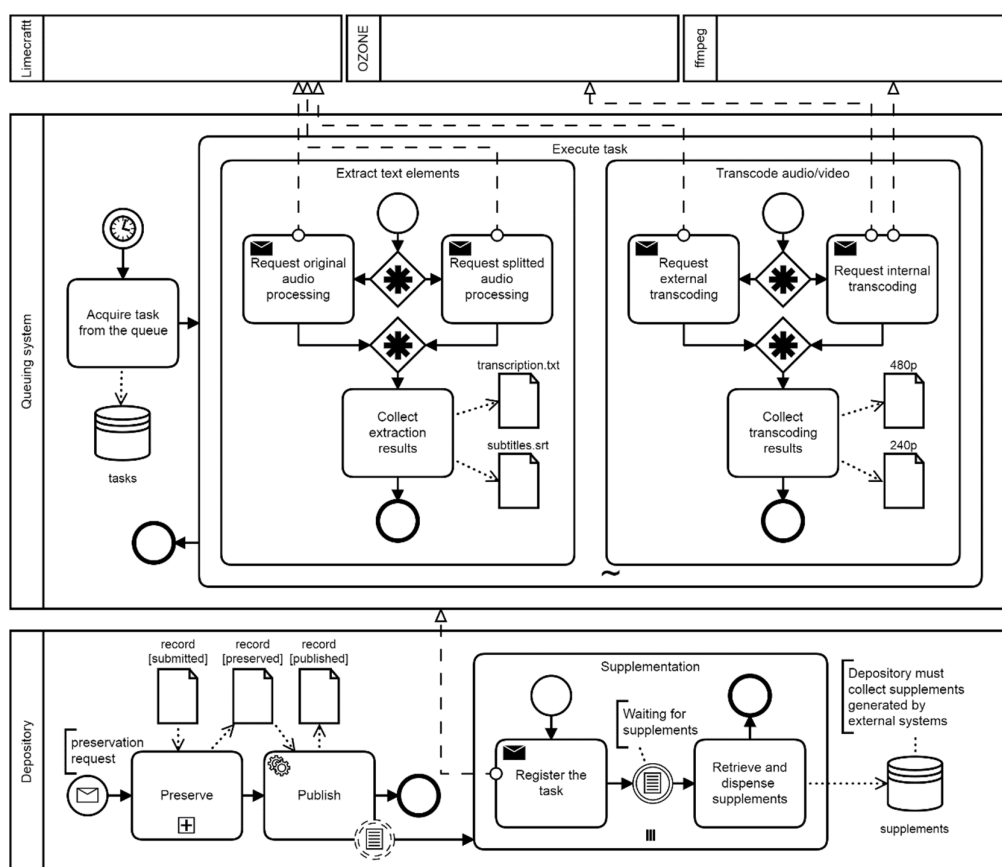 Limecraftt
OZONE
ffmpeg
Queuing system
Execute task
Extract text elements
Transcode audio/video
Request original
audio
processing
Request splitted
audio
processing
Request
external
transcoding
Request internal
transcoding
Acquire task
from the queue
tasks
Collect
extraction
results
transcription.txt
subtitles.srt
Collect
transcoding
results
480p
240p
~
Depository
preservation
request
record
[submitted]
record
[preserved]
record
[published]
Preserve
Publish
Supplementation
Register the
task
Waiting for
supplements
Retrieve and
dispense
supplements
Depository must
collect supplements
generated by
external systems
supplements